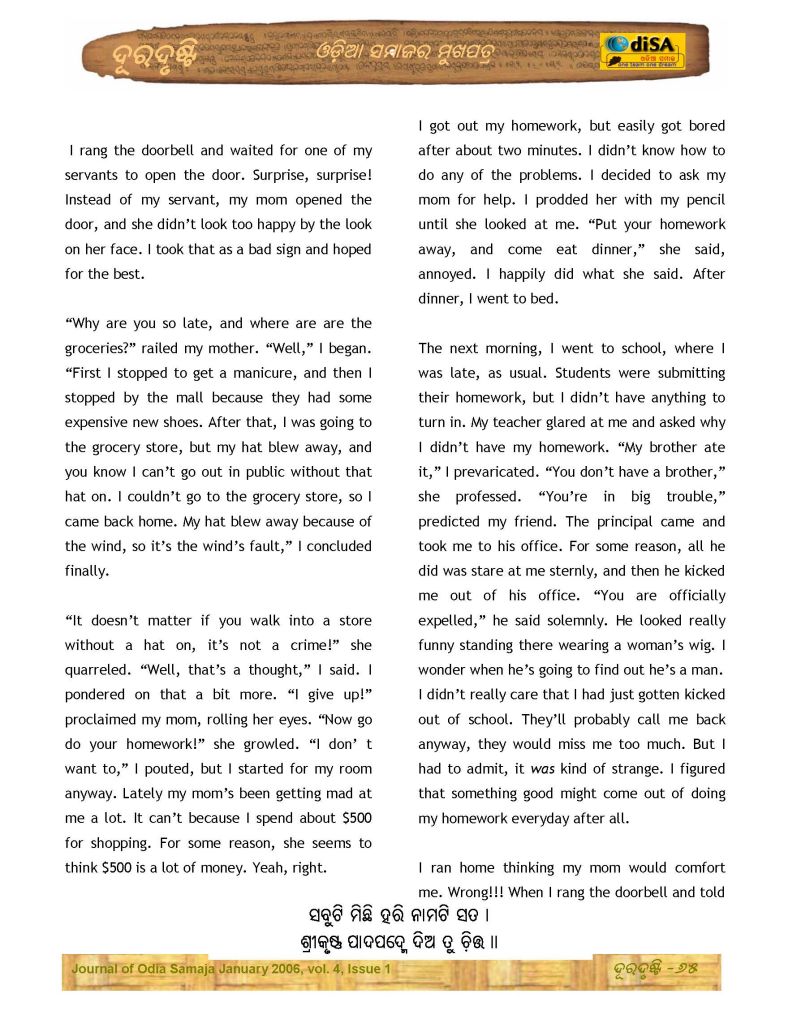 ଦୂରଦୃଷ୍ଟି
ଓଡ଼ିଆ ସମାଜର ମୁଖପତ୍ର
diSA
ଓଡ଼ିଆ ସମାଜ
one team one dream
I rang the doorbell and waited for one of my
servants to open the door. Surprise, surprise!
Instead of my servant, my mom opened the
door, and she didn’t look too happy by the look
on her face. I took that as a bad sign and hoped
for the best.
“Why are you so late, and where are are the
groceries?” railed my mother. “Well,” I began.
“First I stopped to get a manicure, and then I
stopped by the mall because they had some
expensive new shoes. After that, I was going to
the grocery store, but my hat blew away, and
you know I can’t go out in public without that
hat on. I couldn’t go to the grocery store, so I
came back home. My hat blew away because of
the wind, so it’s the wind’s fault,” I concluded
finally.
“It doesn’t matter if you walk into a store
without a hat on, it’s not a crime!” she
quarreled. “Well, that’s a thought,” I said. I
pondered on that a bit more. “I give up!”
proclaimed my mom, rolling her eyes. “Now go
do your homework!” she growled. “I don’ t
want to,” I pouted, but I started for my room
anyway. Lately my mom’s been getting mad at
me a lot. It can’t because I spend about $500
for shopping. For some reason, she seems to
think $500 is a lot of money. Yeah, right.
I got out my homework, but easily got bored
after about two minutes. I didn’t know how to
do any of the problems. I decided to ask my
mom for help. I prodded her with my pencil
until she looked at me. “Put your homework
away, and come eat dinner,” she said,
annoyed. I happily did what she said. After
dinner, I went to bed.
The next morning, I went to school, where I
was late, as usual. Students were submitting
their homework, but I didn’t have anything to
turn in. My teacher glared at me and asked why
I didn’t have my homework. “My brother ate
it,” I prevaricated. “You don’t have a brother,”
she professed. “You’re in big trouble,”
predicted my friend. The principal came and
took me to his office. For some reason, all he
did was stare at me sternly, and then he kicked
me out of his office. “You are officially
expelled,” he said solemnly. He looked really
funny standing there wearing a woman’s wig. I
wonder when he’s going to find out he’s a man.
I didn’t really care that I had just gotten kicked
out of school. They’ll probably call me back
anyway, they would miss me too much. But I
had to admit, it was kind of strange. I figured
that something good might come out of doing
my homework everyday after all.
I ran home thinking my mom would comfort
me. Wrong!!! When I rang the doorbell and told
ସବୁଟି ମିଛି ହରି ନାମଟି ସତ ।
ଶ୍ରୀକୃଷ୍ଣ ପାଦପଦ୍ମେ ଦିଅ ତୁ ଚ଼ିତ୍ତ ॥
Journal of Odia Samaja January 2006, vol. 4, Issue 1
ଦୂରଦୃଷ୍ଟି -୬୫